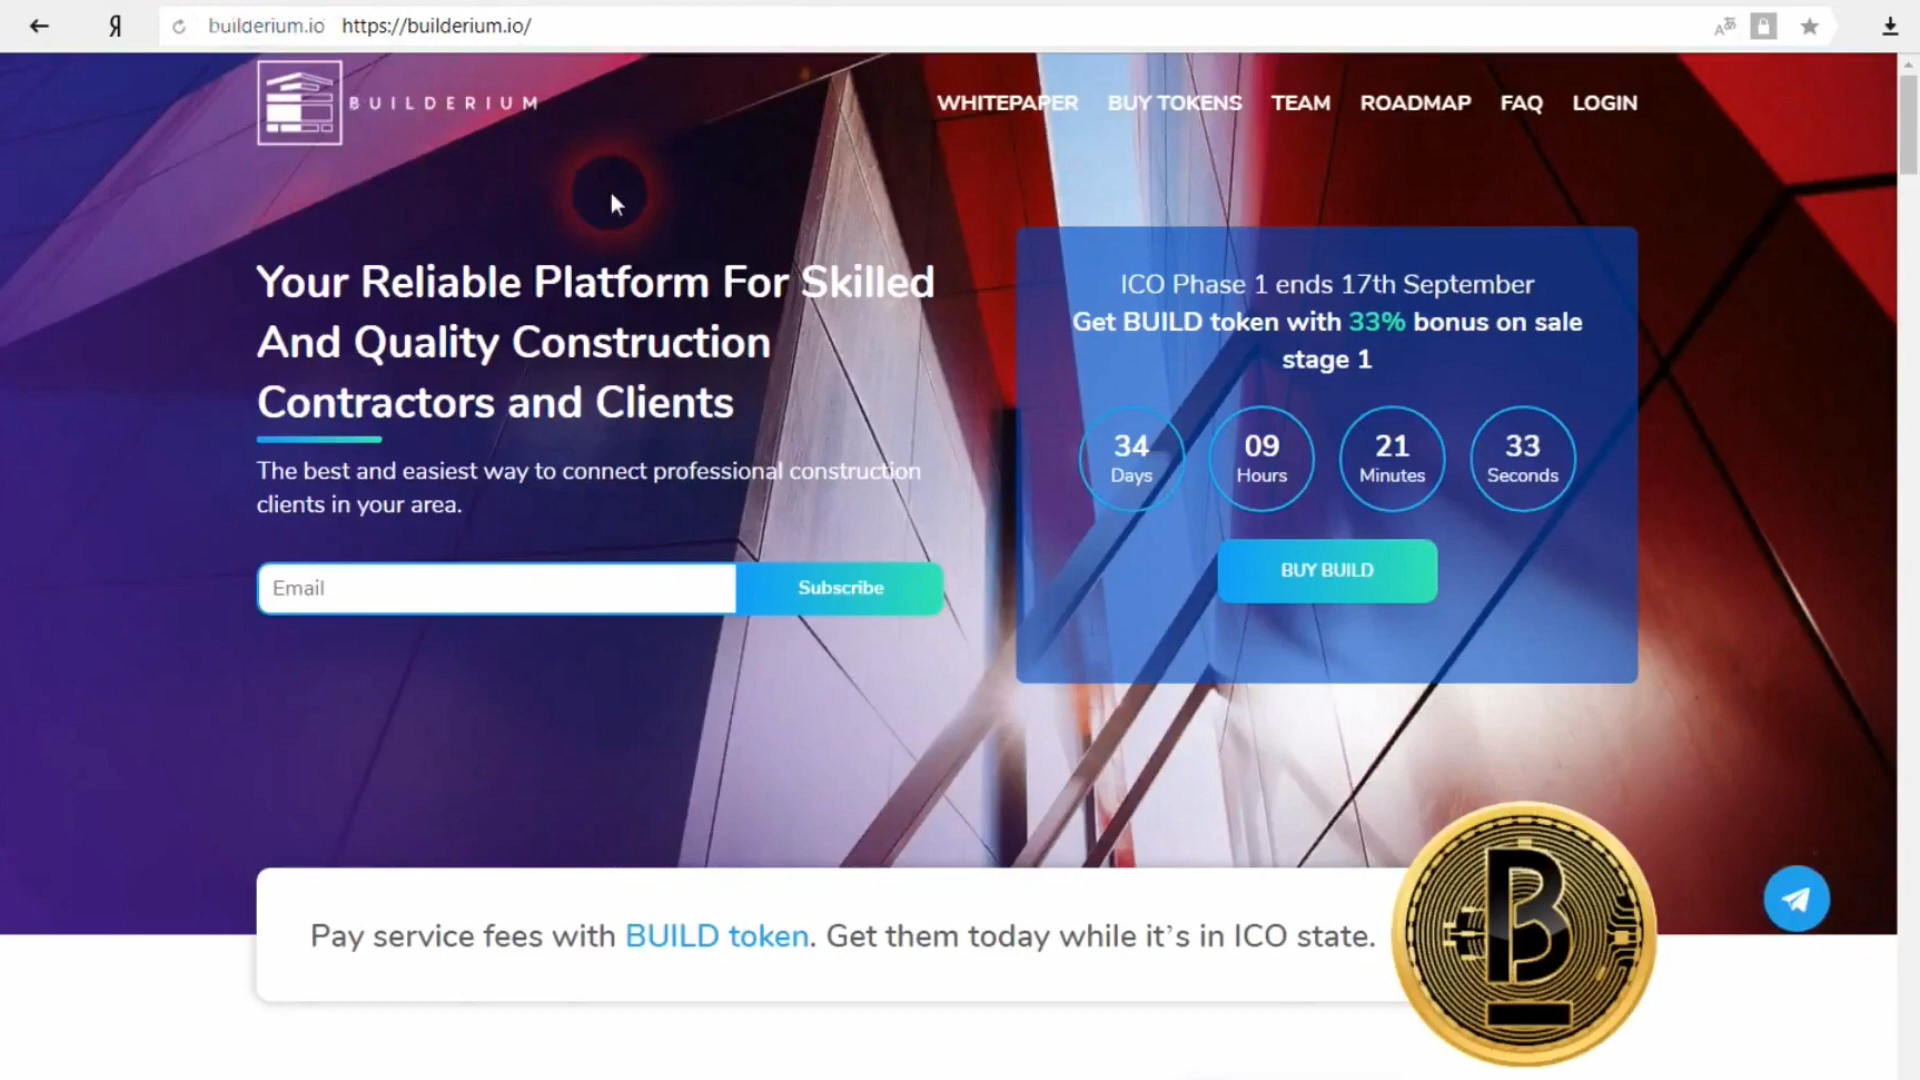 Я
builderium.io https://builderium.io/
BUILDERIUM
WHITEPAPER BUY TOKENS TEAM ROADMAP FAQ LOGIN
Your Reliable Platform For Skilled
And Quality Construction
Contractors and Clients
The best and easiest way to connect professional construction
clients in your area.
Email
Subscribe
ICO Phase 1 ends 17th September
Get BUILD token with 33% bonus on sale
stage 1
34 09 21 33
Days Hours Minutes Seconds
BUY BUILD
Pay service fees with BUILD token. Get them today while it’s in ICO state.
B